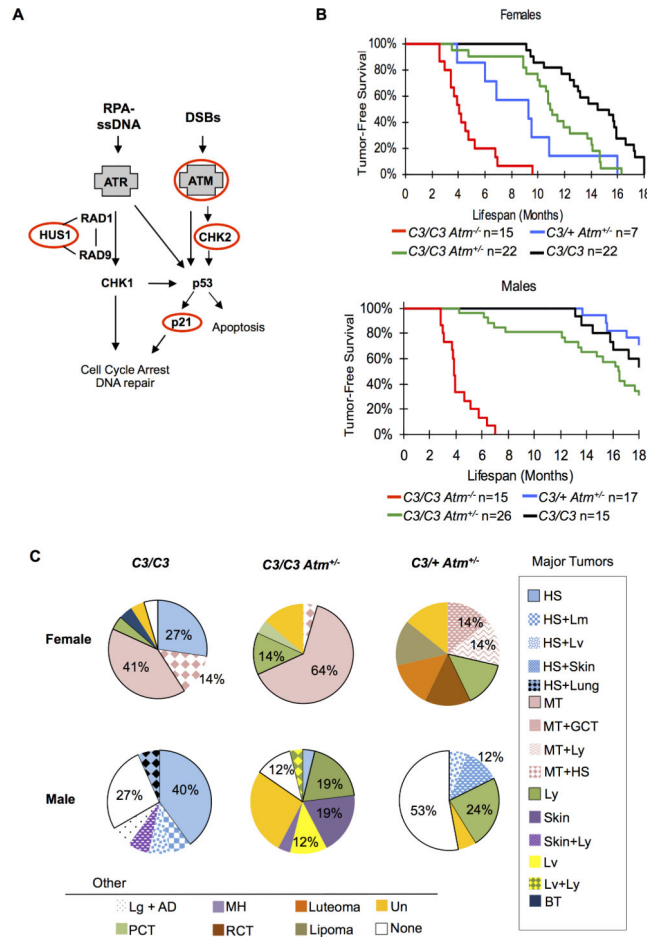 A
RPA-
ssDNA
DSBs
ATR
ATM
HUS1
RAD1
RAD9
CHK2
CHK1
p53
p21
Apoptosis
Cell Cycle Arrest
DNA repair
B
Females
Tumor-Free Survival
100%
80%
60%
40%
20%
0%
0 2 4 6 8 10 12 14 16 18
Lifespan (Months)
C3/C3 Atm-/- n=15
C3/+ Atm+/- n=7
C3/C3 Atm+/- n=22
C3/C3 n=22
Males
Tumor-Free Survival
100%
80%
60%
40%
20%
0%
0 2 4 6 8 10 12 14 16 18
Lifespan (Months)
C3/C3 Atm-/- n=15
C3/+ Atm+/- n=17
C3/C3 Atm+/- n=26
C3/C3 n=15
C
C3/C3
C3/C3 Atm+/-
C3/+ Atm+/-
Female
27%
14%
41%
14%
64%
14%
14%
Male
40%
27%
12%
19%
19%
12%
12%
24%
53%
Major Tumors
HS
HS+Lm
HS+Lv
HS+Skin
HS+Lung
MT
MT+GCT
MT+Ly
MT+HS
Ly
Skin
Skin+Ly
Lv
Lv+Ly
BT
Other
Lg + AD
MH
Luteoma
Un
PCT
RCT
Lipoma
None